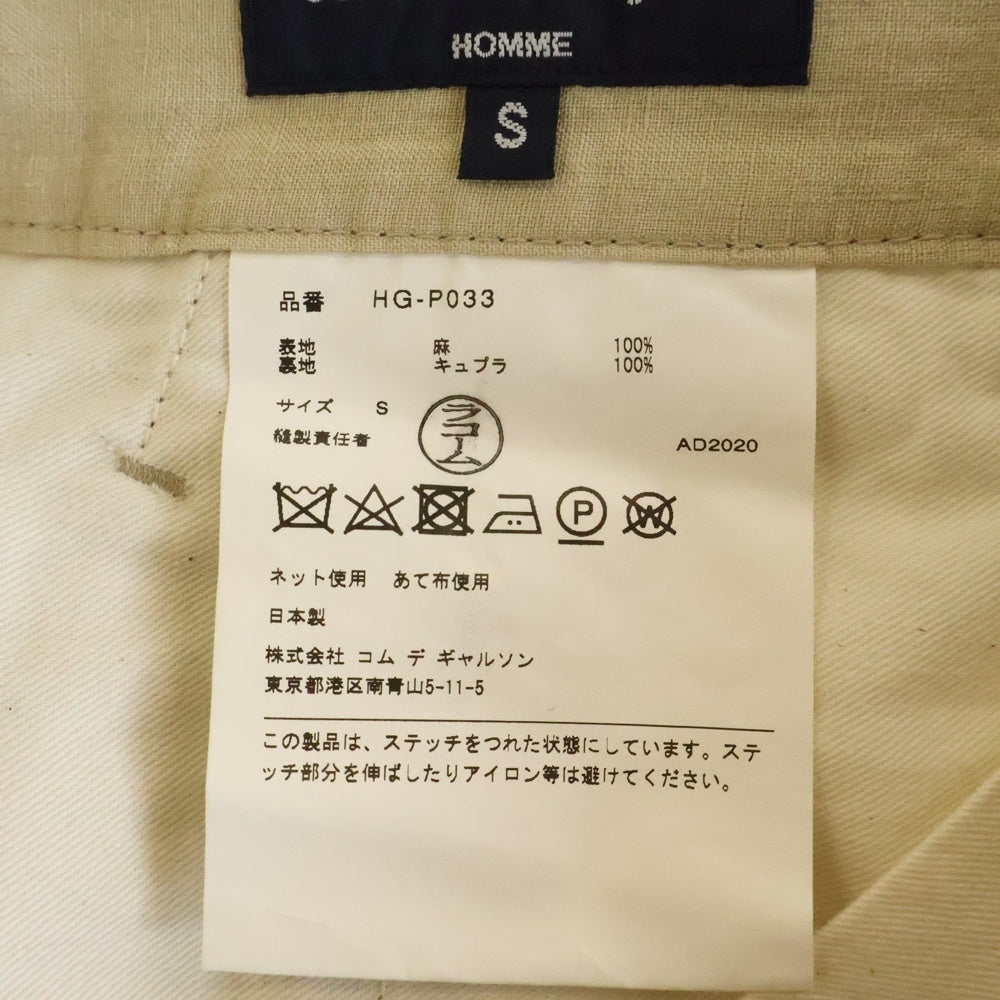 HOMME
S
品番 HG-P033
表地 麻 100%
裏地 キュプラ 100%
サイズ S
縫製責任者 ラコム AD2020
P
W
ネット使用 あて布使用
日本製
株式会社 コム デ ギャルソン
東京都港区南青山5-11-5
この製品は、ステッチをつれた状態にしています。ステ
ッチ部分を伸ばしたりアイロン等は避けてください。